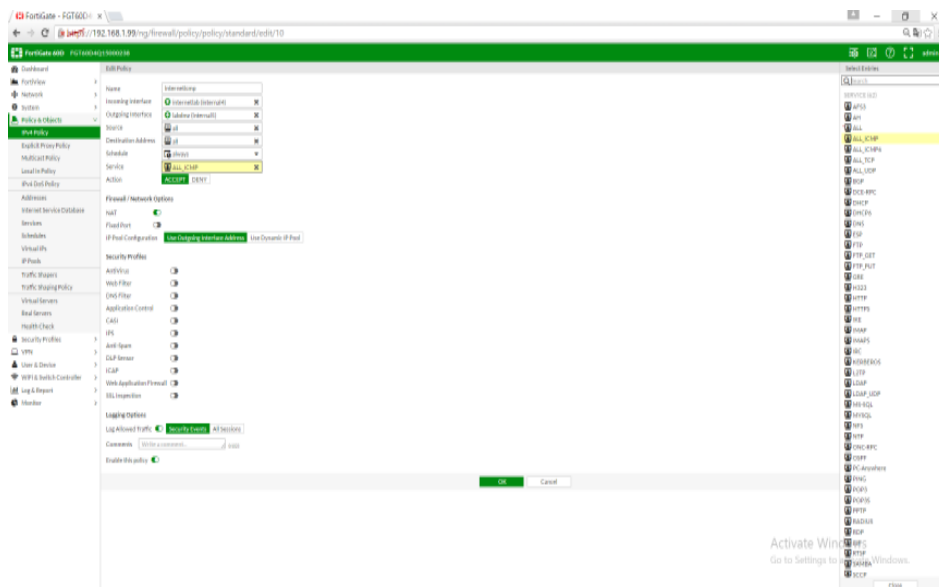 FortiGate - FGT60D4
https://192.168.1.99/ng/firewall/policy/policy/standard/edit/10
FortiGate 60D FGT60D4Q15000238
admin
Dashboard
FortiView
Network
System
Policy & Objects
IPv4 Policy
Explicit Proxy Policy
Multicast Policy
Local In Policy
IPv4 DoS Policy
Addresses
Internet Service Database
Services
Schedules
Virtual IPs
IP Pools
Traffic Shapers
Traffic Shaping Policy
Virtual Servers
Real Servers
Health Check
Security Profiles
VPN
User & Device
WiFi & Switch Controller
Log & Report
Monitor
Edit Policy
Name
Incoming Interface
Outgoing Interface
Source all
Destination Address all
Schedule always
Service ALL_ICMP
Action ACCEPT DENY
Firewall / Network Options
NAT
Fixed Port
IP Pool Configuration Use Outgoing Interface Address Use Dynamic IP Pool
Security Profiles
AntiVirus
Web Filter
DNS Filter
Application Control
CASI
IPS
Anti-Spam
DLP Sensor
ICAP
Web Application Firewall
SSL Inspection
Logging Options
Log Allowed Traffic Security Events All Sessions
Comments Write a comment...
Enable this policy
OK Cancel
Select Entries
Search
AFS3
AH
ALL
ALL_ICMP
ALL_ICMP6
ALL_TCP
ALL_UDP
BGP
DCE-RPC
DHCP
DHCP6
DNS
ESP
FTP
FTP_GET
FTP_PUT
GRE
H323
HTTP
HTTPS
IKE
IMAP
IMAPS
IRC
KERBEROS
L2TP
LDAP
LDAP_UDP
MS-SQL
MYSQL
NFS
NTP
ONC-RPC
OSPF
PC-Anywhere
PING
POP3
POP3S
PPTP
RADIUS
RDP
RTSP
SAMBA
SCCP
Close
Activate Windows
Go to Settings to activate Windows.